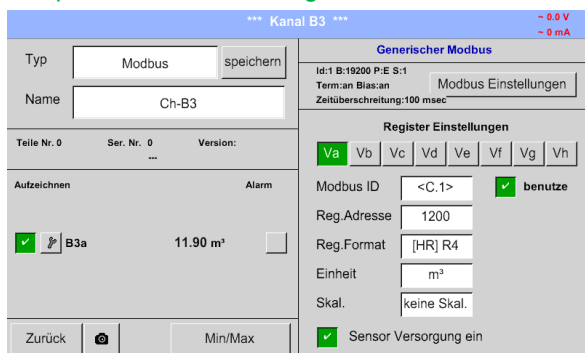 *** Kanal B3 ***
~ 0.0 V
~ 0 mA
Typ
Modbus
speichern
Name
Ch-B3
Teile Nr. 0
Ser. Nr. 0
Version:
---
Aufzeichnen
Alarm
B3a
11.90 m³
Zurück
Min/Max
Generischer Modbus
Id:1 B:19200 P:E S:1
Term:an Bias:an
Zeitüberschreitung:100 msec
Modbus Einstellungen
Register Einstellungen
Va Vb Vc Vd Ve Vf Vg Vh
Modbus ID
<C.1>
benutze
Reg.Adresse
1200
Reg.Format
[HR] R4
Einheit
m³
Skal.
keine Skal.
Sensor Versorgung ein